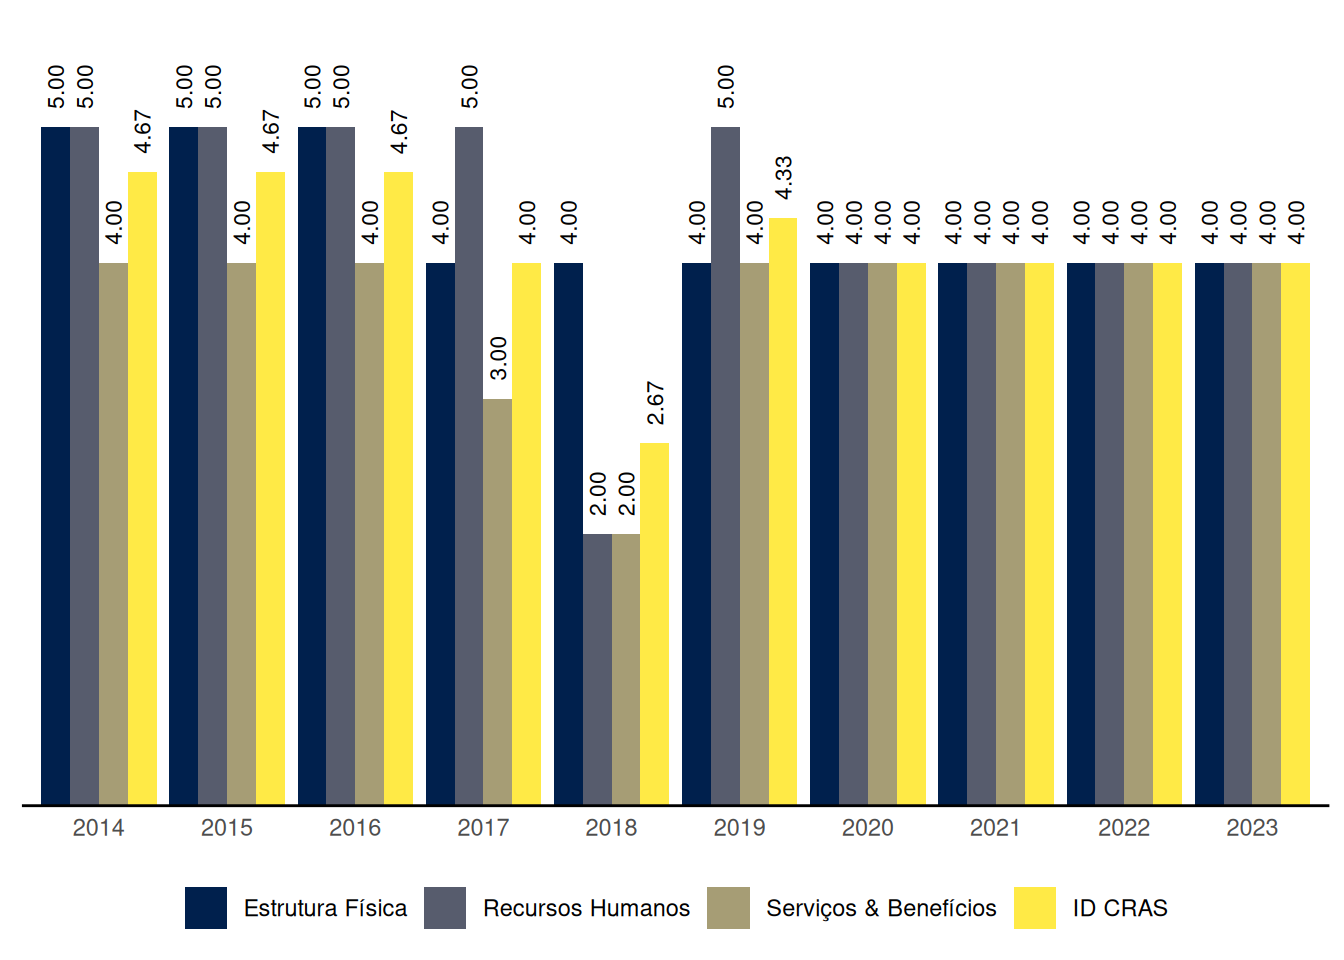 5.00 5.00 4.00 4.67 5.00 5.00 4.00 4.67 5.00 5.00 4.00 4.67 4.00 5.00 3.00 4.00 4.00 2.00 2.00 2.67 4.00 5.00 4.00 4.33 4.00 4.00 4.00 4.00 4.00 4.00 4.00 4.00 4.00 4.00 4.00 4.00 4.00 4.00 4.00 4.00
2014 2015 2016 2017 2018 2019 2020 2021 2022 2023
Estrutura Física Recursos Humanos Serviços & Benefícios ID CRAS